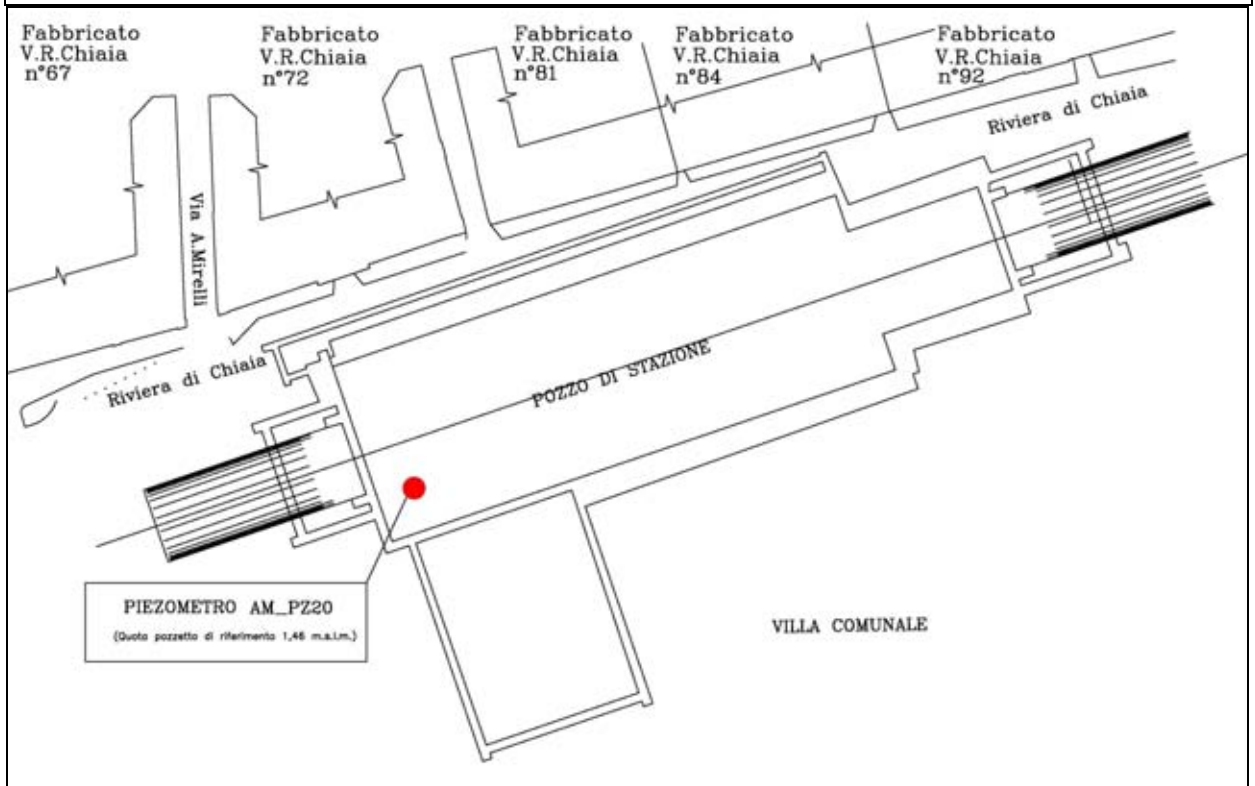 Fabbricato
V.R.Chiaia
n°67
Fabbricato
V.R.Chiaia
n°72
Fabbricato
V.R.Chiaia
n°81
Fabbricato
V.R.Chiaia
n°84
Fabbricato
V.R.Chiaia
n°92
Riviera di Chiaia
Via A.Mirelli
Riviera di Chiaia
POZZO DI STAZIONE
PIEZOMETRO AM_PZ20
(Quota pozzetto di riferimento 1,46 m.s.l.m.)
VILLA COMUNALE